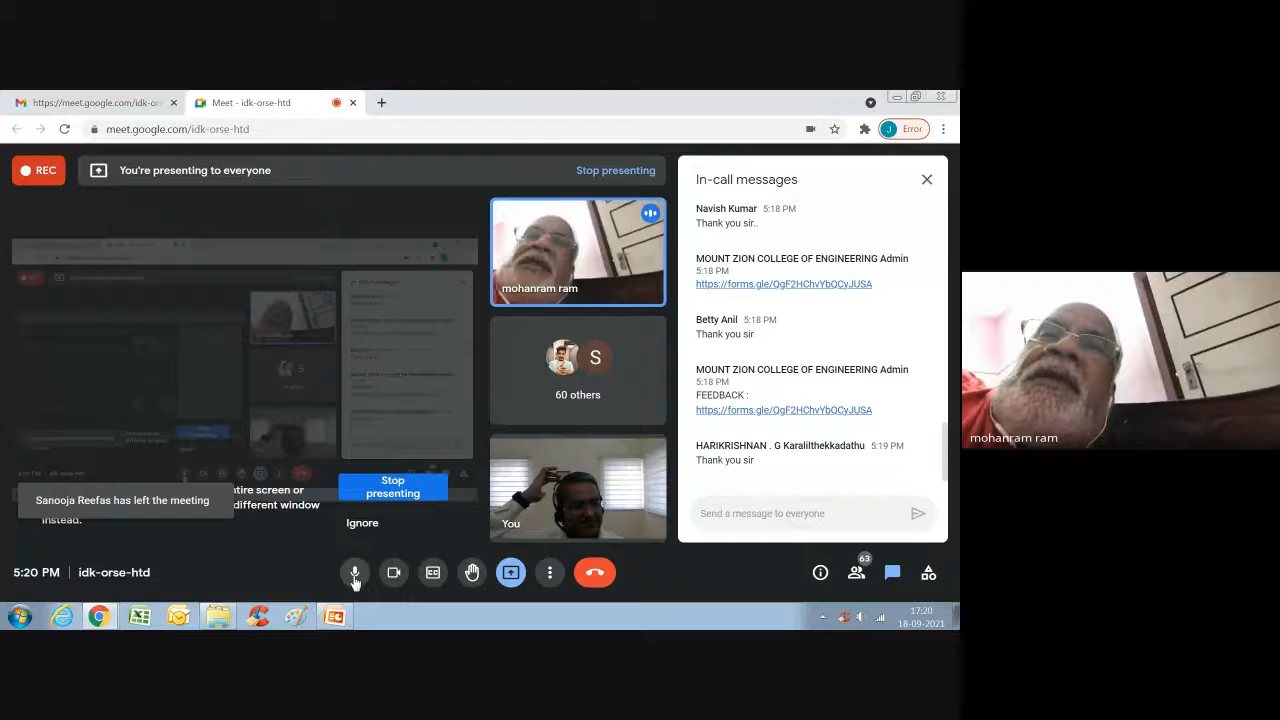 https://meet.google.com/idk-or
Meet - idk-orse-htd
meet.google.com/idk-orse-htd
J
Error
REC
You're presenting to everyone
Stop presenting
mohanram ram
S
60 others
You
Sanooja Reefas has left the meeting
ntire screen or
different window
instead.
Stop
presenting
Ignore
In-call messages
Navish Kumar 5:18 PM
Thank you sir..
MOUNT ZION COLLEGE OF ENGINEERING Admin
5:18 PM
https://forms.gle/QgF2HChvYbQCyJUSA
Betty Anil 5:18 PM
Thank you sir
MOUNT ZION COLLEGE OF ENGINEERING Admin
5:18 PM
FEEDBACK :
https://forms.gle/QgF2HChvYbQCyJUSA
HARIKRISHNAN . G Karalilthekkadathu 5:19 PM
Thank you sir
Send a message to everyone
5:20 PM | idk-orse-htd
63
17:20
18-09-2021
mohanram ram